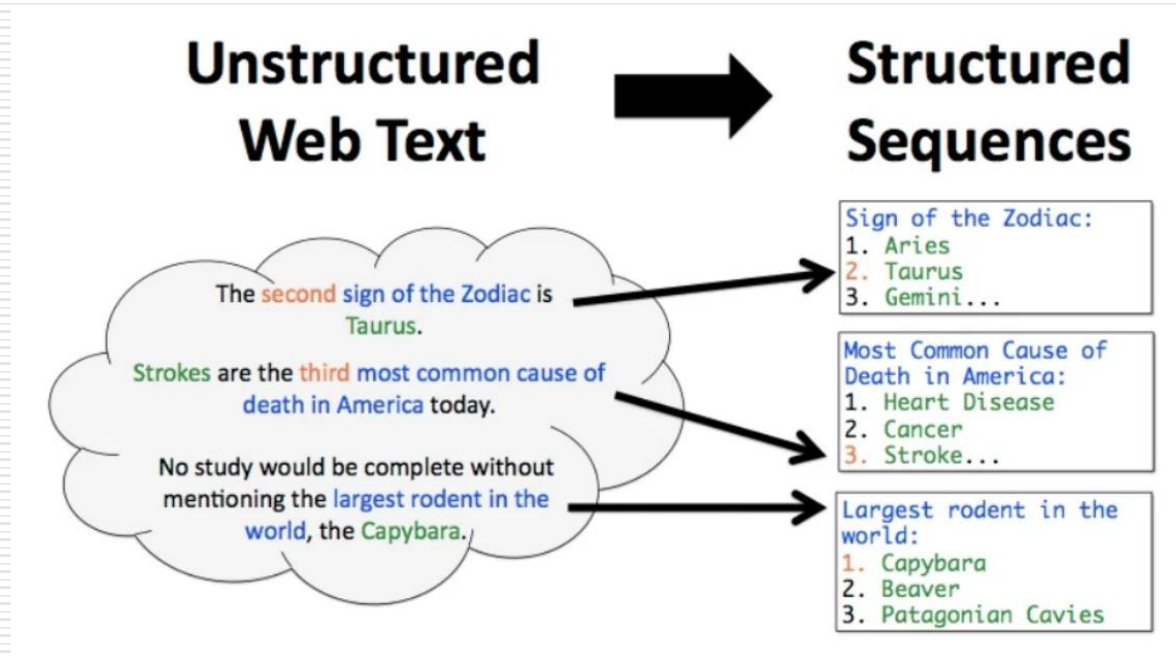 Unstructured
Web Text
Structured
Sequences
The second sign of the Zodiac is
Taurus.
Strokes are the third most common cause of
death in America today.
No study would be complete without
mentioning the largest rodent in the
world, the Capybara.
Sign of the Zodiac:
1. Aries
2. Taurus
3. Gemini...
Most Common Cause of
Death in America:
1. Heart Disease
2. Cancer
3. Stroke...
Largest rodent in the
world:
1. Capybara
2. Beaver
3. Patagonian Cavies